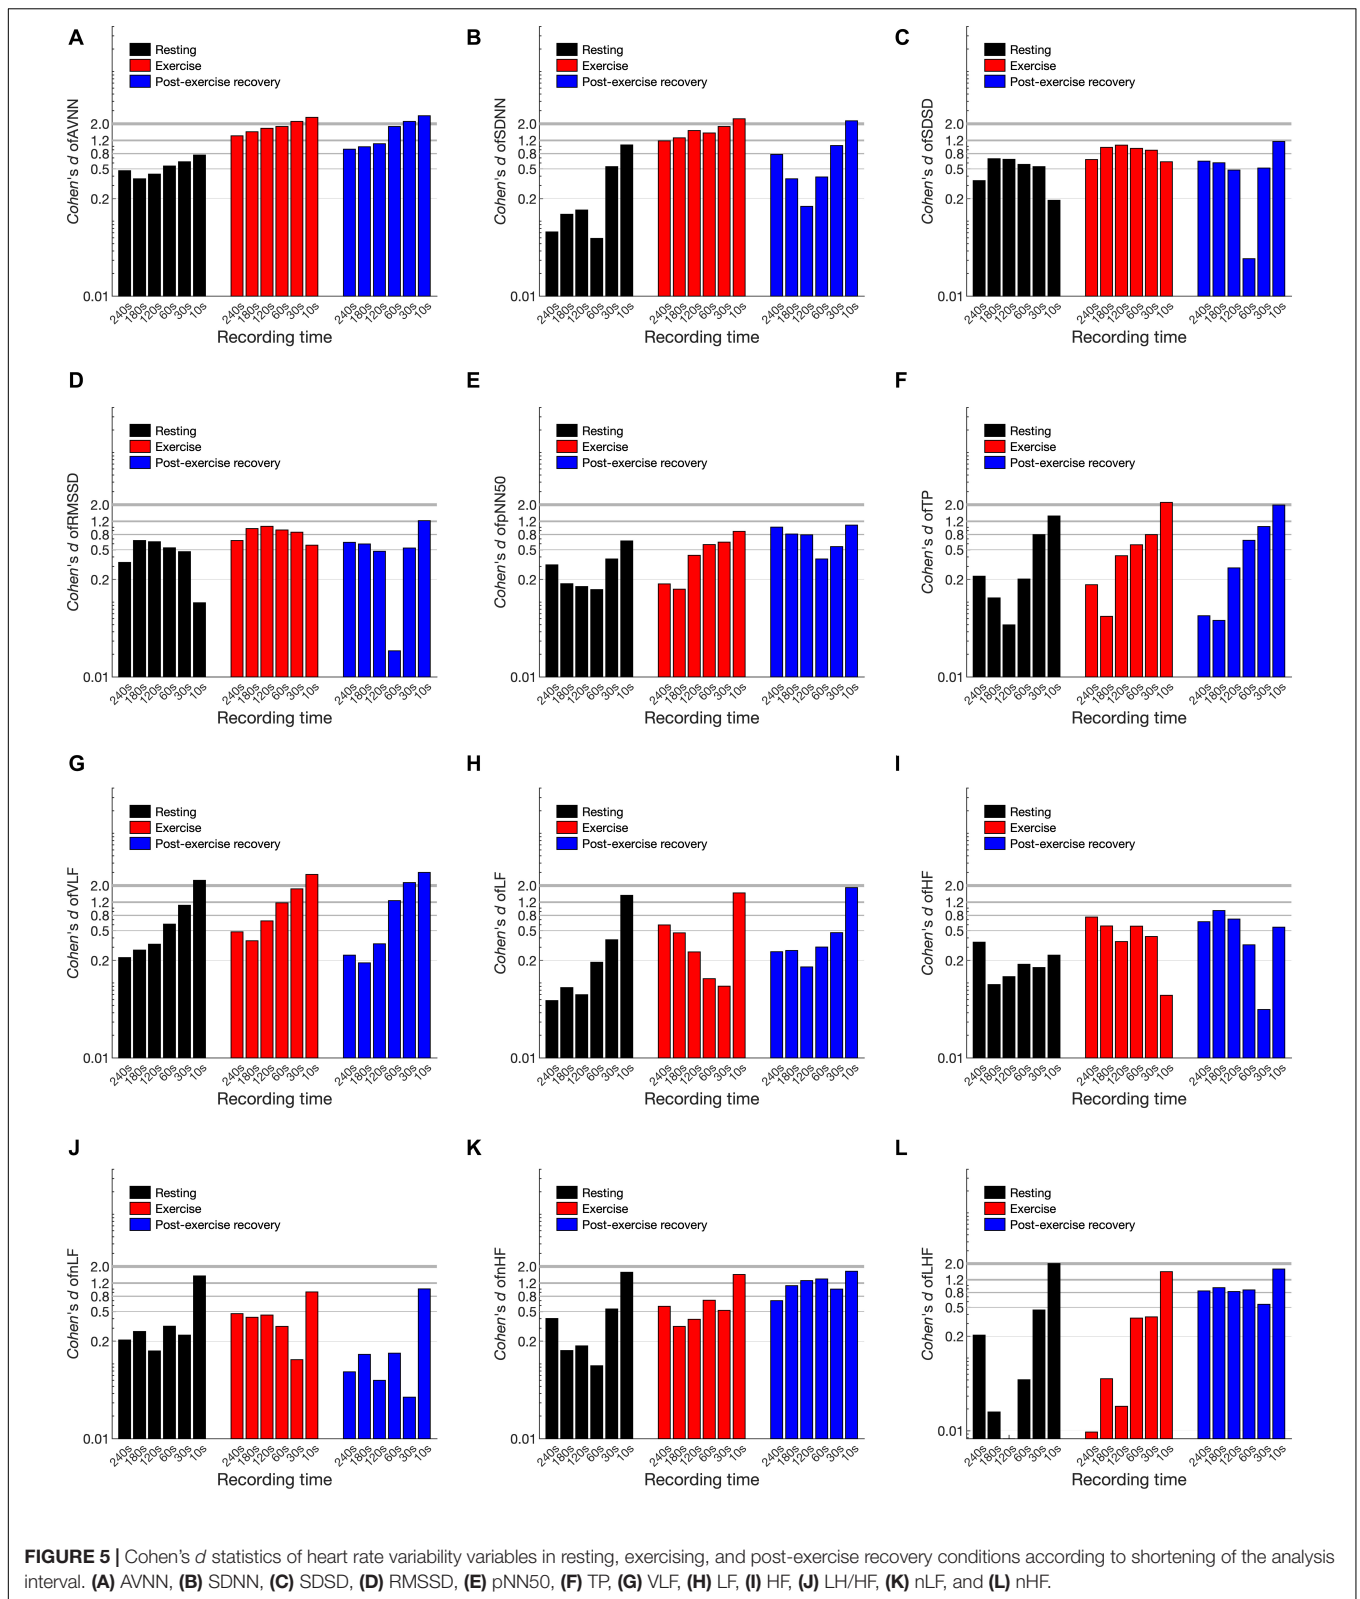 A
Resting
Exercise
Post-exercise recovery
Cohen's d ofAVNN
2.0
1.2
0.8
0.5
0.2
0.01
240s 180s 120s 60s 30s 10s 240s 180s 120s 60s 30s 10s 240s 180s 120s 60s 30s 10s
Recording time
B
Resting
Exercise
Post-exercise recovery
Cohen's d ofSDNN
2.0
1.2
0.8
0.5
0.2
0.01
240s 180s 120s 60s 30s 10s 240s 180s 120s 60s 30s 10s 240s 180s 120s 60s 30s 10s
Recording time
C
Resting
Exercise
Post-exercise recovery
Cohen's d ofSDSD
2.0
1.2
0.8
0.5
0.2
0.01
240s 180s 120s 60s 30s 10s 240s 180s 120s 60s 30s 10s 240s 180s 120s 60s 30s 10s
Recording time
D
Resting
Exercise
Post-exercise recovery
Cohen's d ofRMSSD
2.0
1.2
0.8
0.5
0.2
0.01
240s 180s 120s 60s 30s 10s 240s 180s 120s 60s 30s 10s 240s 180s 120s 60s 30s 10s
Recording time
E
Resting
Exercise
Post-exercise recovery
Cohen's d ofpNN50
2.0
1.2
0.8
0.5
0.2
0.01
240s 180s 120s 60s 30s 10s 240s 180s 120s 60s 30s 10s 240s 180s 120s 60s 30s 10s
Recording time
F
Resting
Exercise
Post-exercise recovery
Cohen's d ofTP
2.0
1.2
0.8
0.5
0.2
0.01
240s 180s 120s 60s 30s 10s 240s 180s 120s 60s 30s 10s 240s 180s 120s 60s 30s 10s
Recording time
G
Resting
Exercise
Post-exercise recovery
Cohen's d ofVLF
2.0
1.2
0.8
0.5
0.2
0.01
240s 180s 120s 60s 30s 10s 240s 180s 120s 60s 30s 10s 240s 180s 120s 60s 30s 10s
Recording time
H
Resting
Exercise
Post-exercise recovery
Cohen's d ofLF
2.0
1.2
0.8
0.5
0.2
0.01
240s 180s 120s 60s 30s 10s 240s 180s 120s 60s 30s 10s 240s 180s 120s 60s 30s 10s
Recording time
I
Resting
Exercise
Post-exercise recovery
Cohen's d ofHF
2.0
1.2
0.8
0.5
0.2
0.01
240s 180s 120s 60s 30s 10s 240s 180s 120s 60s 30s 10s 240s 180s 120s 60s 30s 10s
Recording time
J
Resting
Exercise
Post-exercise recovery
Cohen's d ofnLF
2.0
1.2
0.8
0.5
0.2
0.01
240s 180s 120s 60s 30s 10s 240s 180s 120s 60s 30s 10s 240s 180s 120s 60s 30s 10s
Recording time
K
Resting
Exercise
Post-exercise recovery
Cohen's d ofnHF
2.0
1.2
0.8
0.5
0.2
0.01
240s 180s 120s 60s 30s 10s 240s 180s 120s 60s 30s 10s 240s 180s 120s 60s 30s 10s
Recording time
L
Resting
Exercise
Post-exercise recovery
Cohen's d ofLHF
2.0
1.2
0.8
0.5
0.2
0.01
240s 180s 120s 60s 30s 10s 240s 180s 120s 60s 30s 10s 240s 180s 120s 60s 30s 10s
Recording time
FIGURE 5 | Cohen's d statistics of heart rate variability variables in resting, exercising, and post-exercise recovery conditions according to shortening of the analysis
interval. (A) AVNN, (B) SDNN, (C) SDSD, (D) RMSSD, (E) pNN50, (F) TP, (G) VLF, (H) LF, (I) HF, (J) LH/HF, (K) nLF, and (L) nHF.